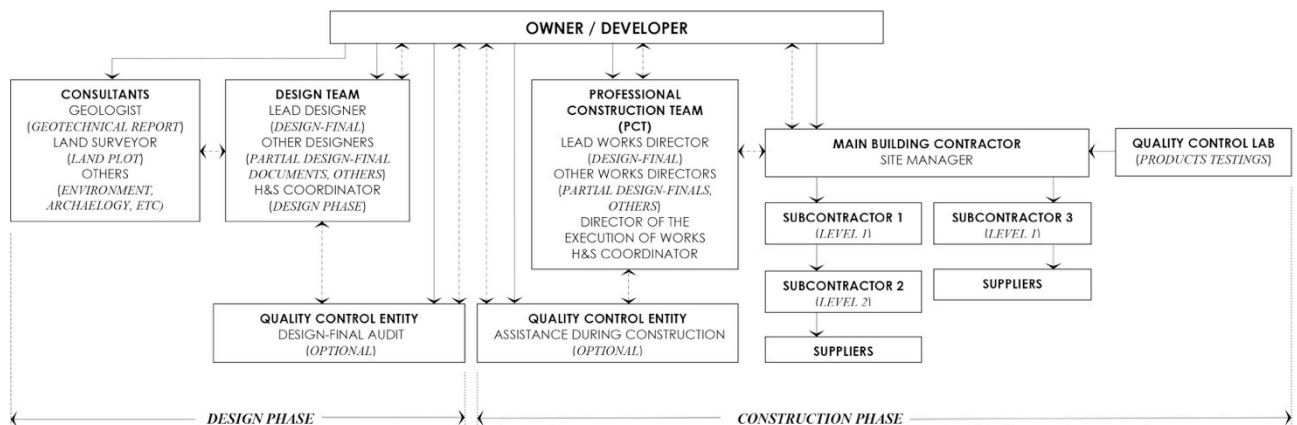 OWNER / DEVELOPER
CONSULTANTS
GEOLOGIST
(GEOTECHNICAL REPORT)
LAND SURVEYOR
(LAND PLOT)
OTHERS
(ENVIRONMENT,
ARCHAELOGY, ETC)
DESIGN TEAM
LEAD DESIGNER
(DESIGN-FINAL)
OTHER DESIGNERS
(PARTIAL DESIGN-FINAL
DOCUMENTS, OTHERS)
H&S COORDINATOR
(DESIGN PHASE)
PROFESSIONAL
CONSTRUCTION TEAM
(PCT)
LEAD WORKS DIRECTOR
(DESIGN-FINAL)
OTHER WORKS DIRECTORS
(PARTIAL DESIGN-FINALS,
OTHERS)
DIRECTOR OF THE
EXECUTION OF WORKS
H&S COORDINATOR
MAIN BUILDING CONTRACTOR
SITE MANAGER
QUALITY CONTROL LAB
(PRODUCTS TESTINGS)
SUBCONTRACTOR 1
(LEVEL 1)
SUBCONTRACTOR 3
(LEVEL 1)
SUBCONTRACTOR 2
(LEVEL 2)
SUPPLIERS
SUPPLIERS
QUALITY CONTROL ENTITY
DESIGN-FINAL AUDIT
(OPTIONAL)
QUALITY CONTROL ENTITY
ASSISTANCE DURING CONSTRUCTION
(OPTIONAL)
DESIGN PHASE
CONSTRUCTION PHASE